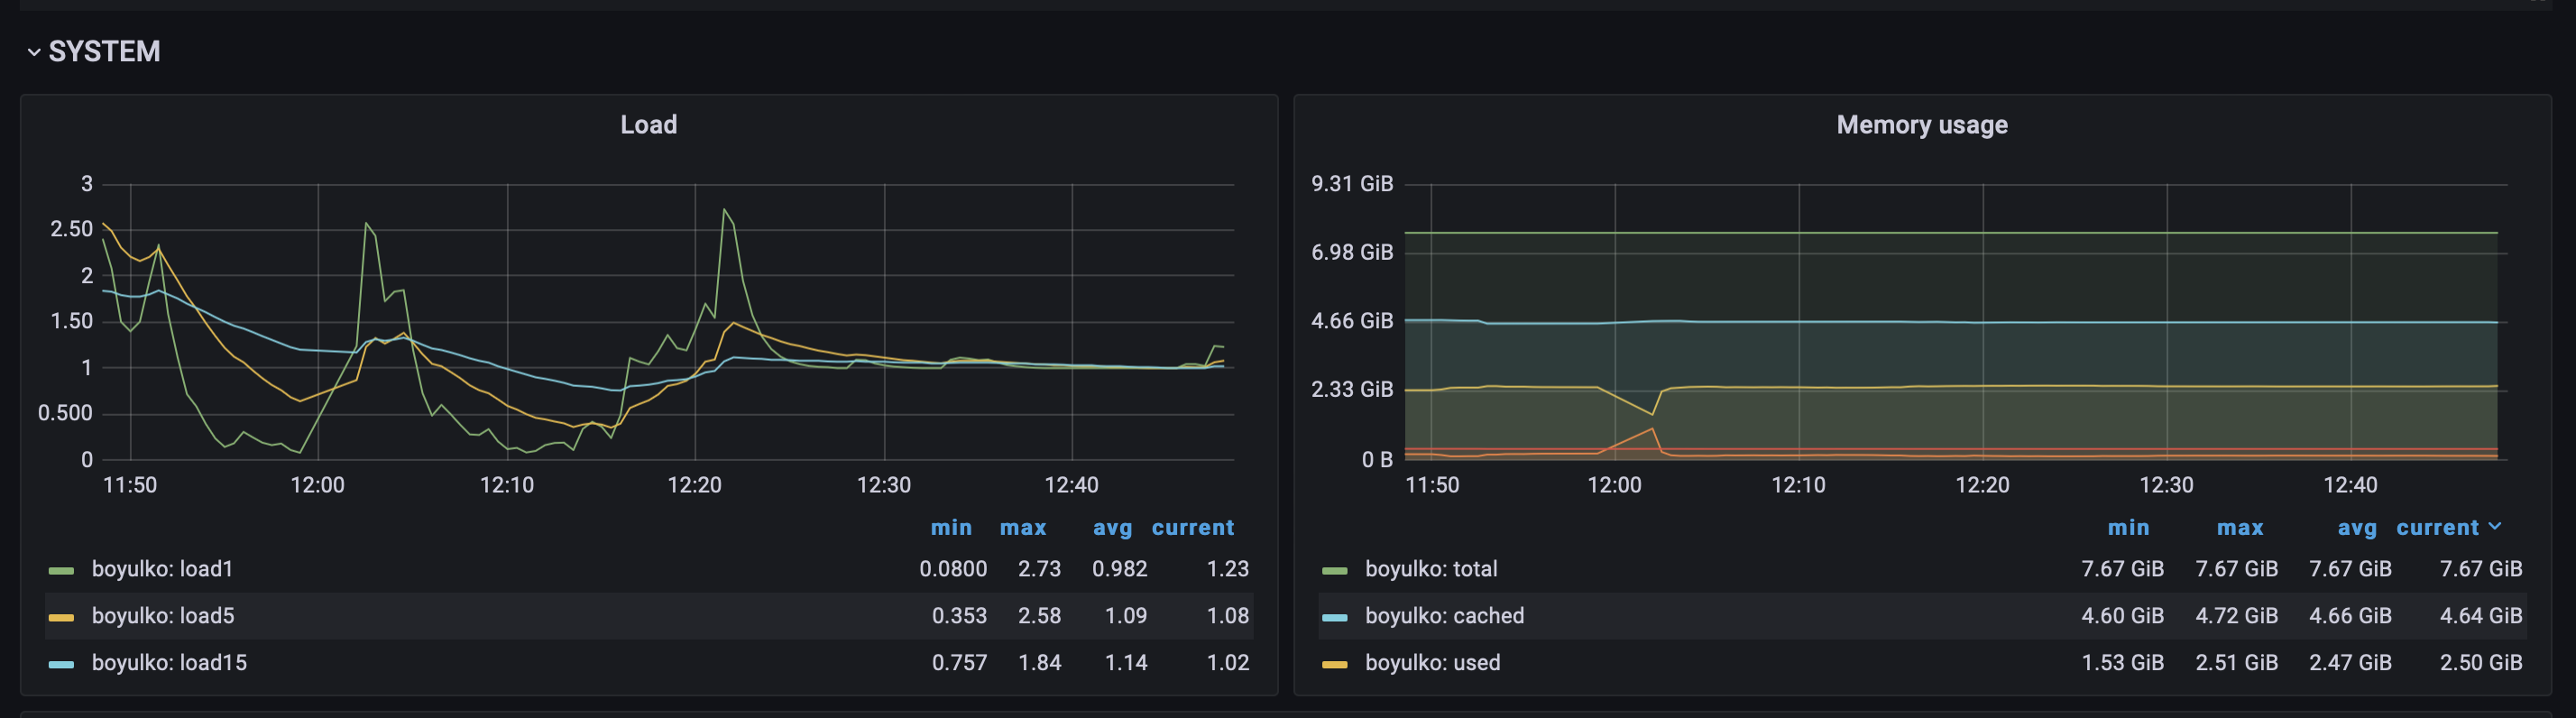 SYSTEM
Load
3
2.50
2
1.50
1
0.500
0
11:50 12:00 12:10 12:20 12:30 12:40
min max avg current
boyulko: load1 0.0800 2.73 0.982 1.23
boyulko: load5 0.353 2.58 1.09 1.08
boyulko: load15 0.757 1.84 1.14 1.02
Memory usage
9.31 GiB
6.98 GiB
4.66 GiB
2.33 GiB
0 B
11:50 12:00 12:10 12:20 12:30 12:40
min max avg current
boyulko: total 7.67 GiB 7.67 GiB 7.67 GiB 7.67 GiB
boyulko: cached 4.60 GiB 4.72 GiB 4.66 GiB 4.64 GiB
boyulko: used 1.53 GiB 2.51 GiB 2.47 GiB 2.50 GiB